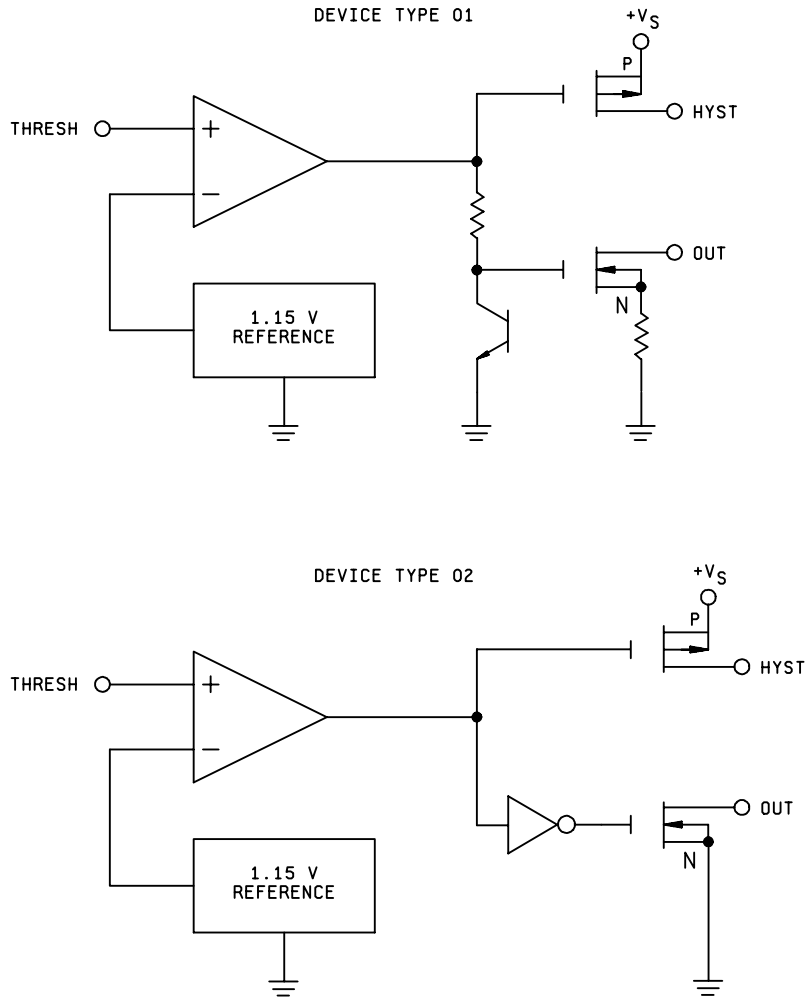 DEVICE TYPE 01
+VS
P
THRESH
+
HYST
−
OUT
1.15 V
REFERENCE
N
DEVICE TYPE 02
+VS
P
THRESH
+
HYST
−
OUT
1.15 V
REFERENCE
N